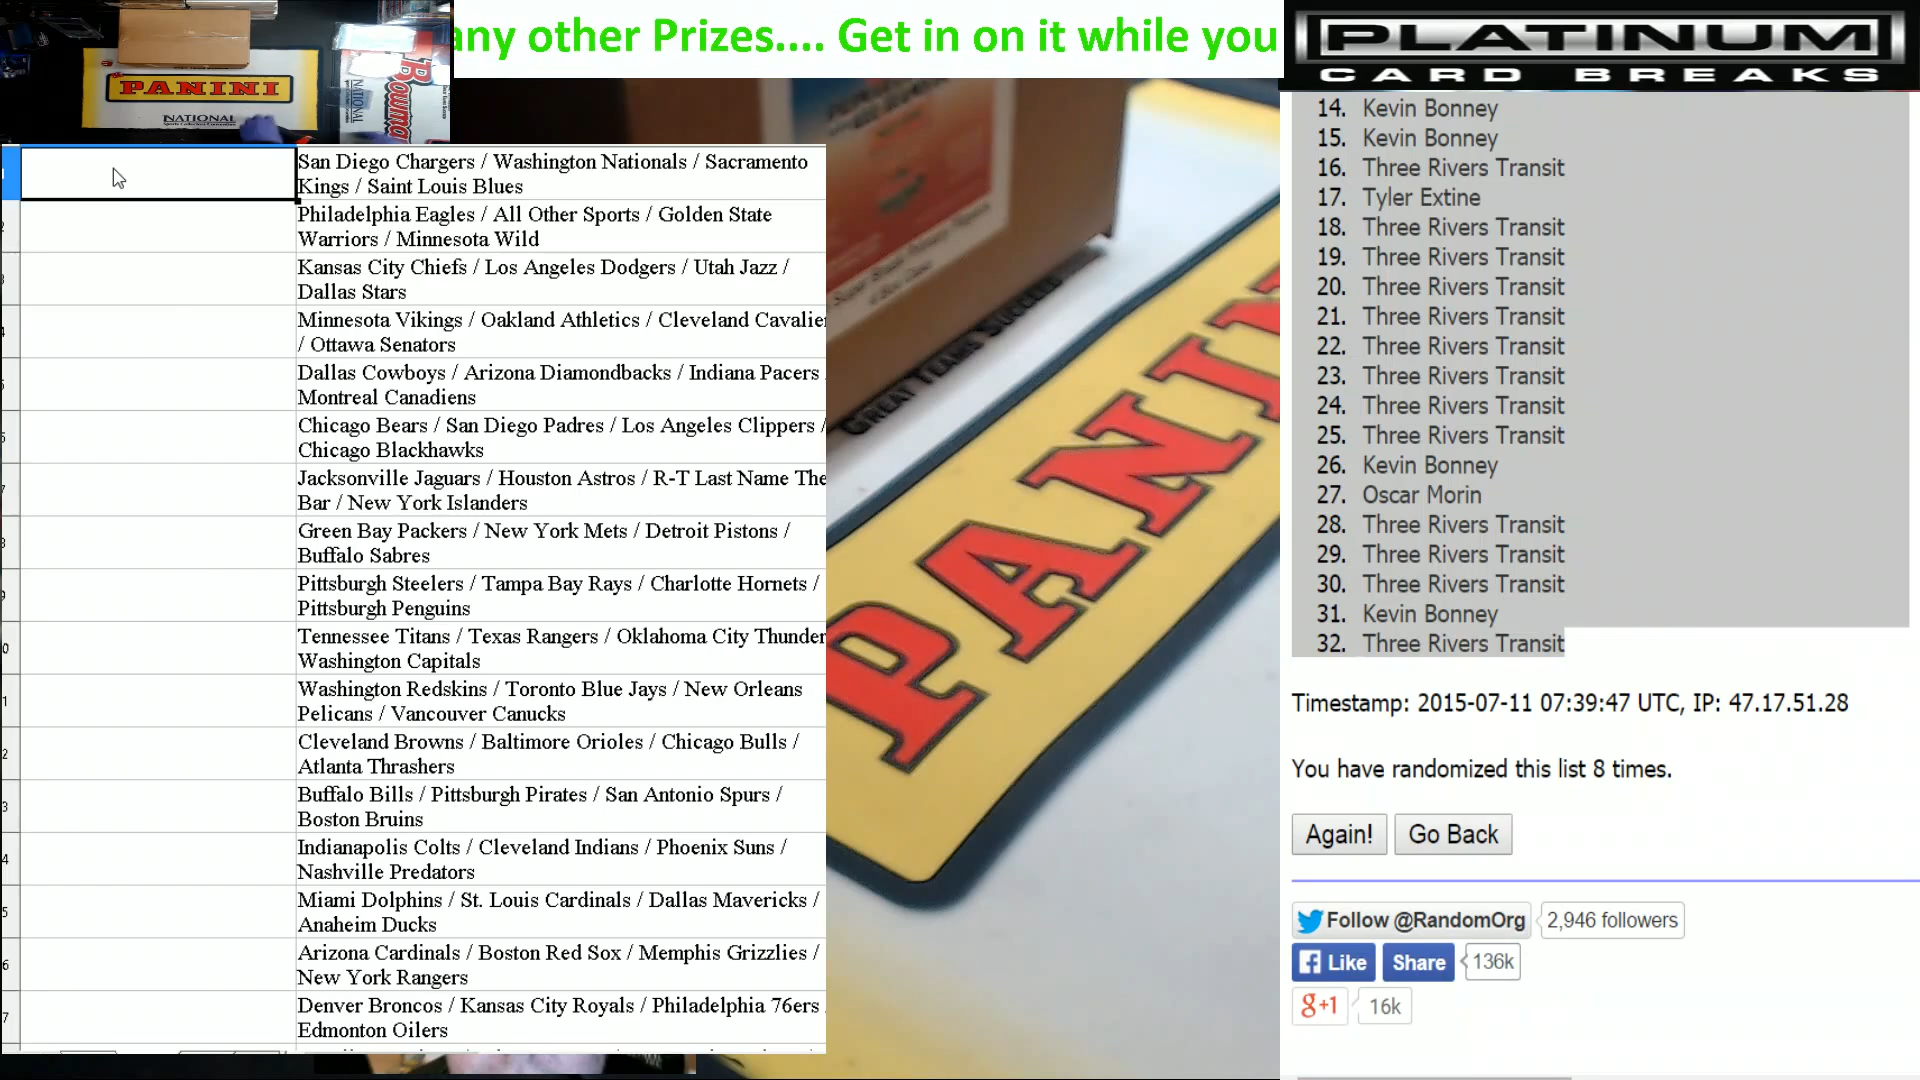 any other Prizes.... Get in on it while you
PLATINUM
CARD BREAKS
PANINI
NATIONAL
Bowman
San Diego Chargers / Washington Nationals / Sacramento
Kings / Saint Louis Blues
Philadelphia Eagles / All Other Sports / Golden State
Warriors / Minnesota Wild
Kansas City Chiefs / Los Angeles Dodgers / Utah Jazz /
Dallas Stars
Minnesota Vikings / Oakland Athletics / Cleveland Cavalier
/ Ottawa Senators
Dallas Cowboys / Arizona Diamondbacks / Indiana Pacers
Montreal Canadiens
Chicago Bears / San Diego Padres / Los Angeles Clippers /
Chicago Blackhawks
Jacksonville Jaguars / Houston Astros / R-T Last Name The
Bar / New York Islanders
Green Bay Packers / New York Mets / Detroit Pistons /
Buffalo Sabres
Pittsburgh Steelers / Tampa Bay Rays / Charlotte Hornets /
Pittsburgh Penguins
Tennessee Titans / Texas Rangers / Oklahoma City Thunder
Washington Capitals
Washington Redskins / Toronto Blue Jays / New Orleans
Pelicans / Vancouver Canucks
Cleveland Browns / Baltimore Orioles / Chicago Bulls /
Atlanta Thrashers
Buffalo Bills / Pittsburgh Pirates / San Antonio Spurs /
Boston Bruins
Indianapolis Colts / Cleveland Indians / Phoenix Suns /
Nashville Predators
Miami Dolphins / St. Louis Cardinals / Dallas Mavericks /
Anaheim Ducks
Arizona Cardinals / Boston Red Sox / Memphis Grizzlies /
New York Rangers
Denver Broncos / Kansas City Royals / Philadelphia 76ers
Edmonton Oilers
GREAT TEAMS SUCCEED
PANINI
14. Kevin Bonney
15. Kevin Bonney
16. Three Rivers Transit
17. Tyler Extine
18. Three Rivers Transit
19. Three Rivers Transit
20. Three Rivers Transit
21. Three Rivers Transit
22. Three Rivers Transit
23. Three Rivers Transit
24. Three Rivers Transit
25. Three Rivers Transit
26. Kevin Bonney
27. Oscar Morin
28. Three Rivers Transit
29. Three Rivers Transit
30. Three Rivers Transit
31. Kevin Bonney
32. Three Rivers Transit
Timestamp: 2015-07-11 07:39:47 UTC, IP: 47.17.51.28
You have randomized this list 8 times.
Again! Go Back
Follow @RandomOrg 2,946 followers
Like Share 136k
g+1 16k